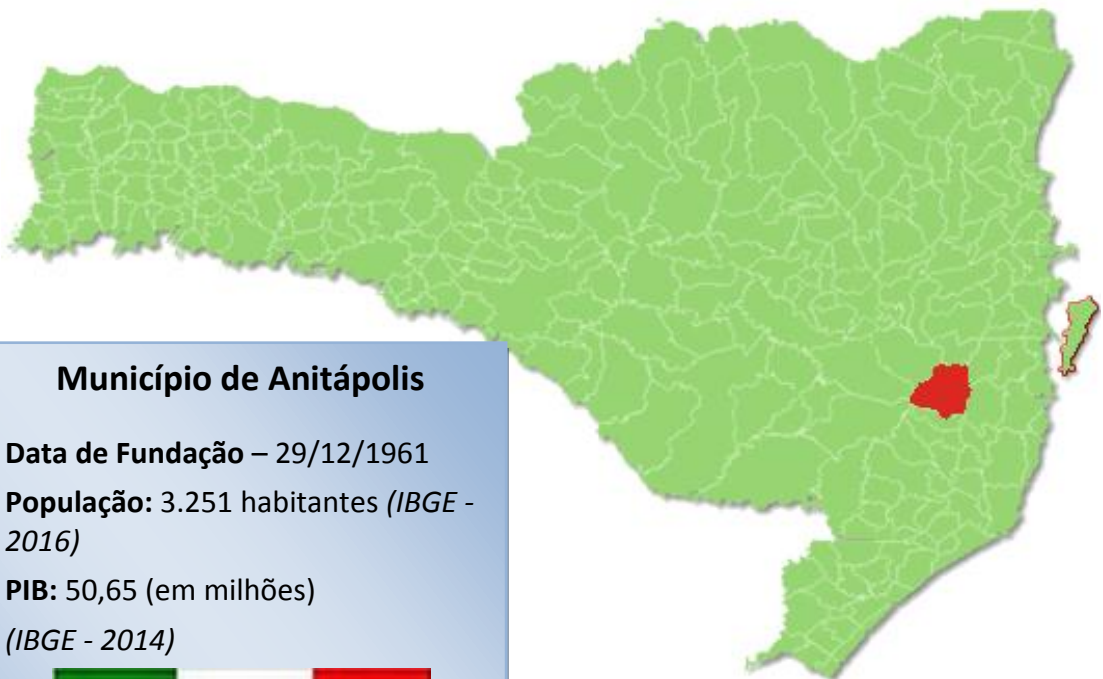 Município de Anitápolis
Data de Fundação – 29/12/1961
População: 3.251 habitantes (IBGE -
2016)
PIB: 50,65 (em milhões)
(IBGE - 2014)